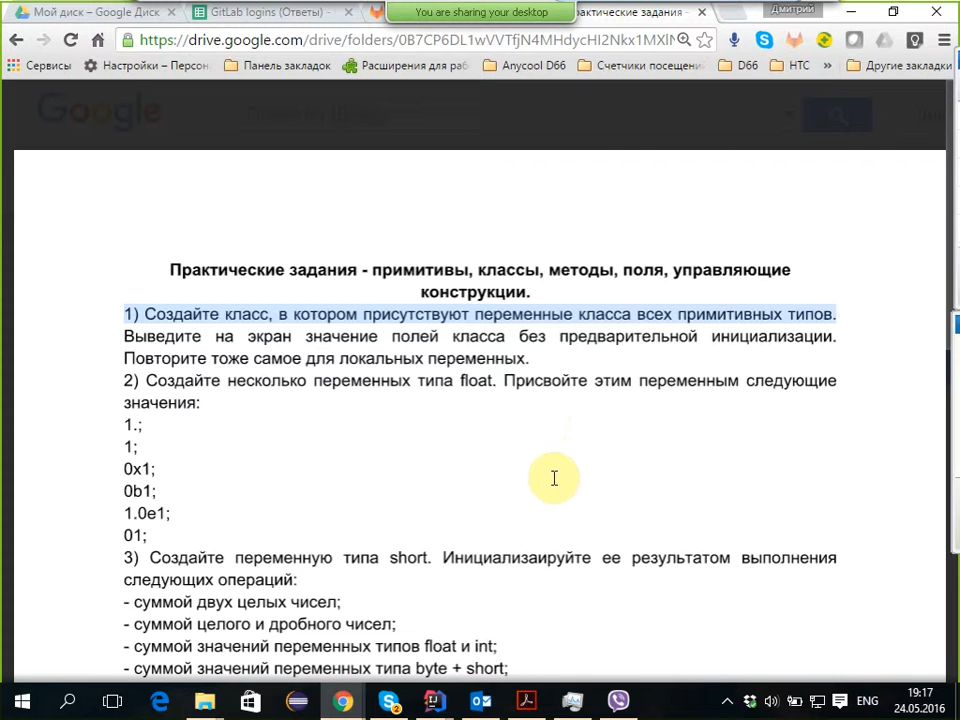 Мой диск – Google Диск
GitLab logins (Ответы) -
You are sharing your desktop
рактические задания -
Дмитрий
https://drive.google.com/drive/folders/0B7CP6DL1wVVTfjN4MHdycHI2Nkx1MXlN
Сервисы
Настройки – Персон
Панель закладок
Расширения для раб
Anycool D66
Счетчики посещени
D66
НТС
»
Другие закладки
Google
Практические задания - примитивы, классы, методы, поля, управляющие
конструкции.
1) Создайте класс, в котором присутствуют переменные класса всех примитивных типов.
Выведите на экран значение полей класса без предварительной инициализации.
Повторите тоже самое для локальных переменных.
2) Создайте несколько переменных типа float. Присвойте этим переменным следующие
значения:
1.;
1;
0x1;
0b1;
1.0e1;
01;
3) Создайте переменную типа short. Инициализаируйте ее результатом выполнения
следующих операций:
- суммой двух целых чисел;
- суммой целого и дробного чисел;
- суммой значений переменных типов float и int;
- суммой значений переменных типа byte + short;
2
ENG
19:17
24.05.2016